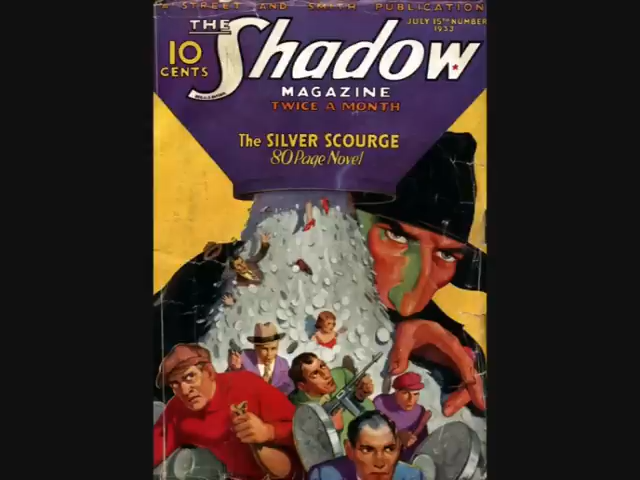 A STREET AND SMITH PUBLICATION
JULY 15TH NUMBER
1933
THE
Shadow
10
CENTS
MAGAZINE
TWICE A MONTH
The SILVER SCOURGE
80 Page Novel